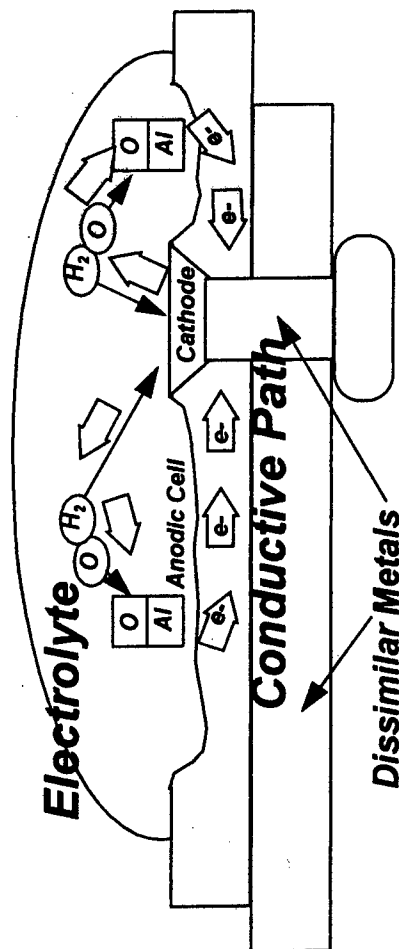 Electrolyte
H₂
O
O
Al
H₂
O
O
Al
Anodic Cell
Cathode
e-
e-
e-
e-
e-
Conductive Path
Dissimilar Metals